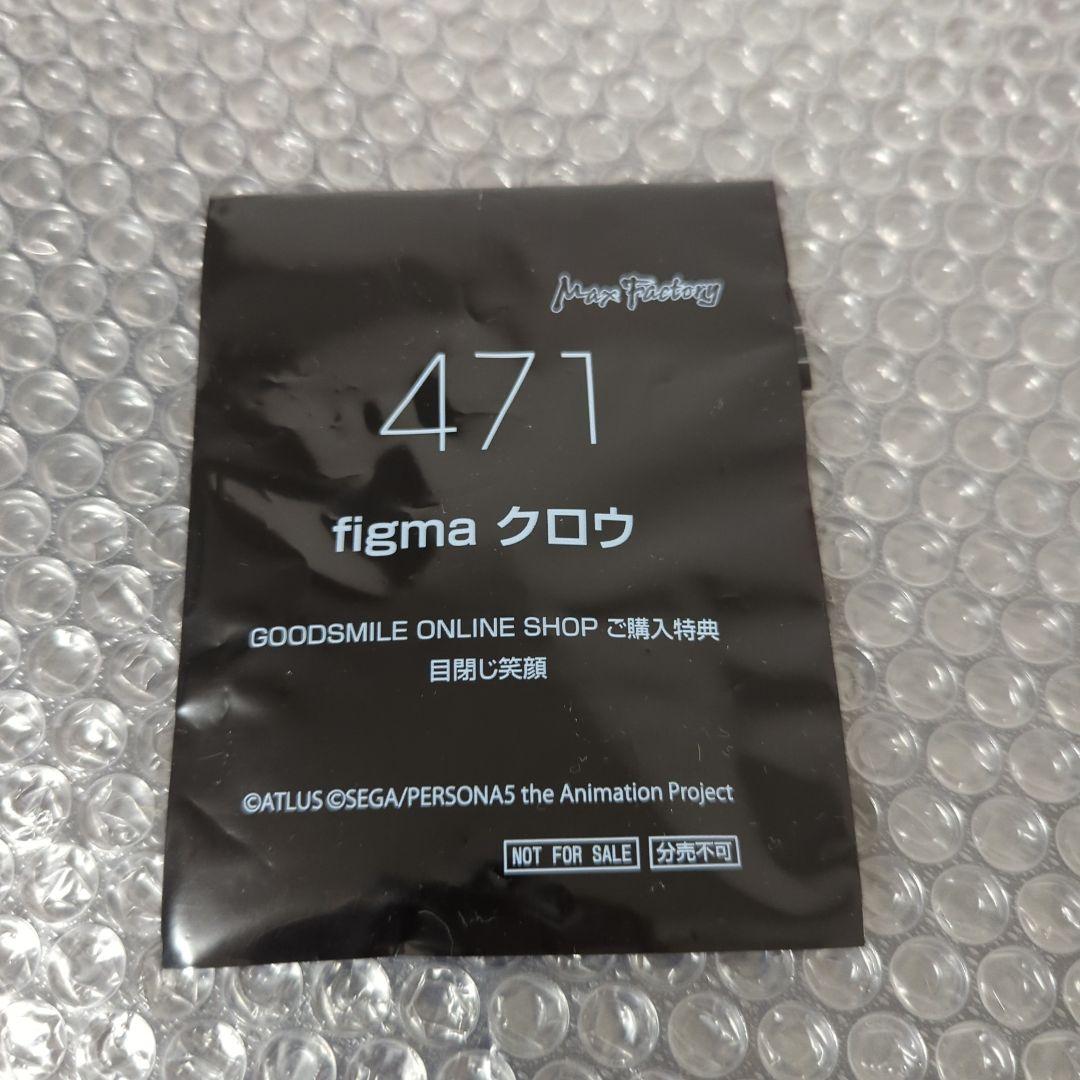 Max Factory
471
figma クロウ
GOODSMILE ONLINE SHOP ご購入特典
目閉じ笑顔
©ATLUS ©SEGA/PERSONA5 the Animation Project
NOT FOR SALE 分売不可